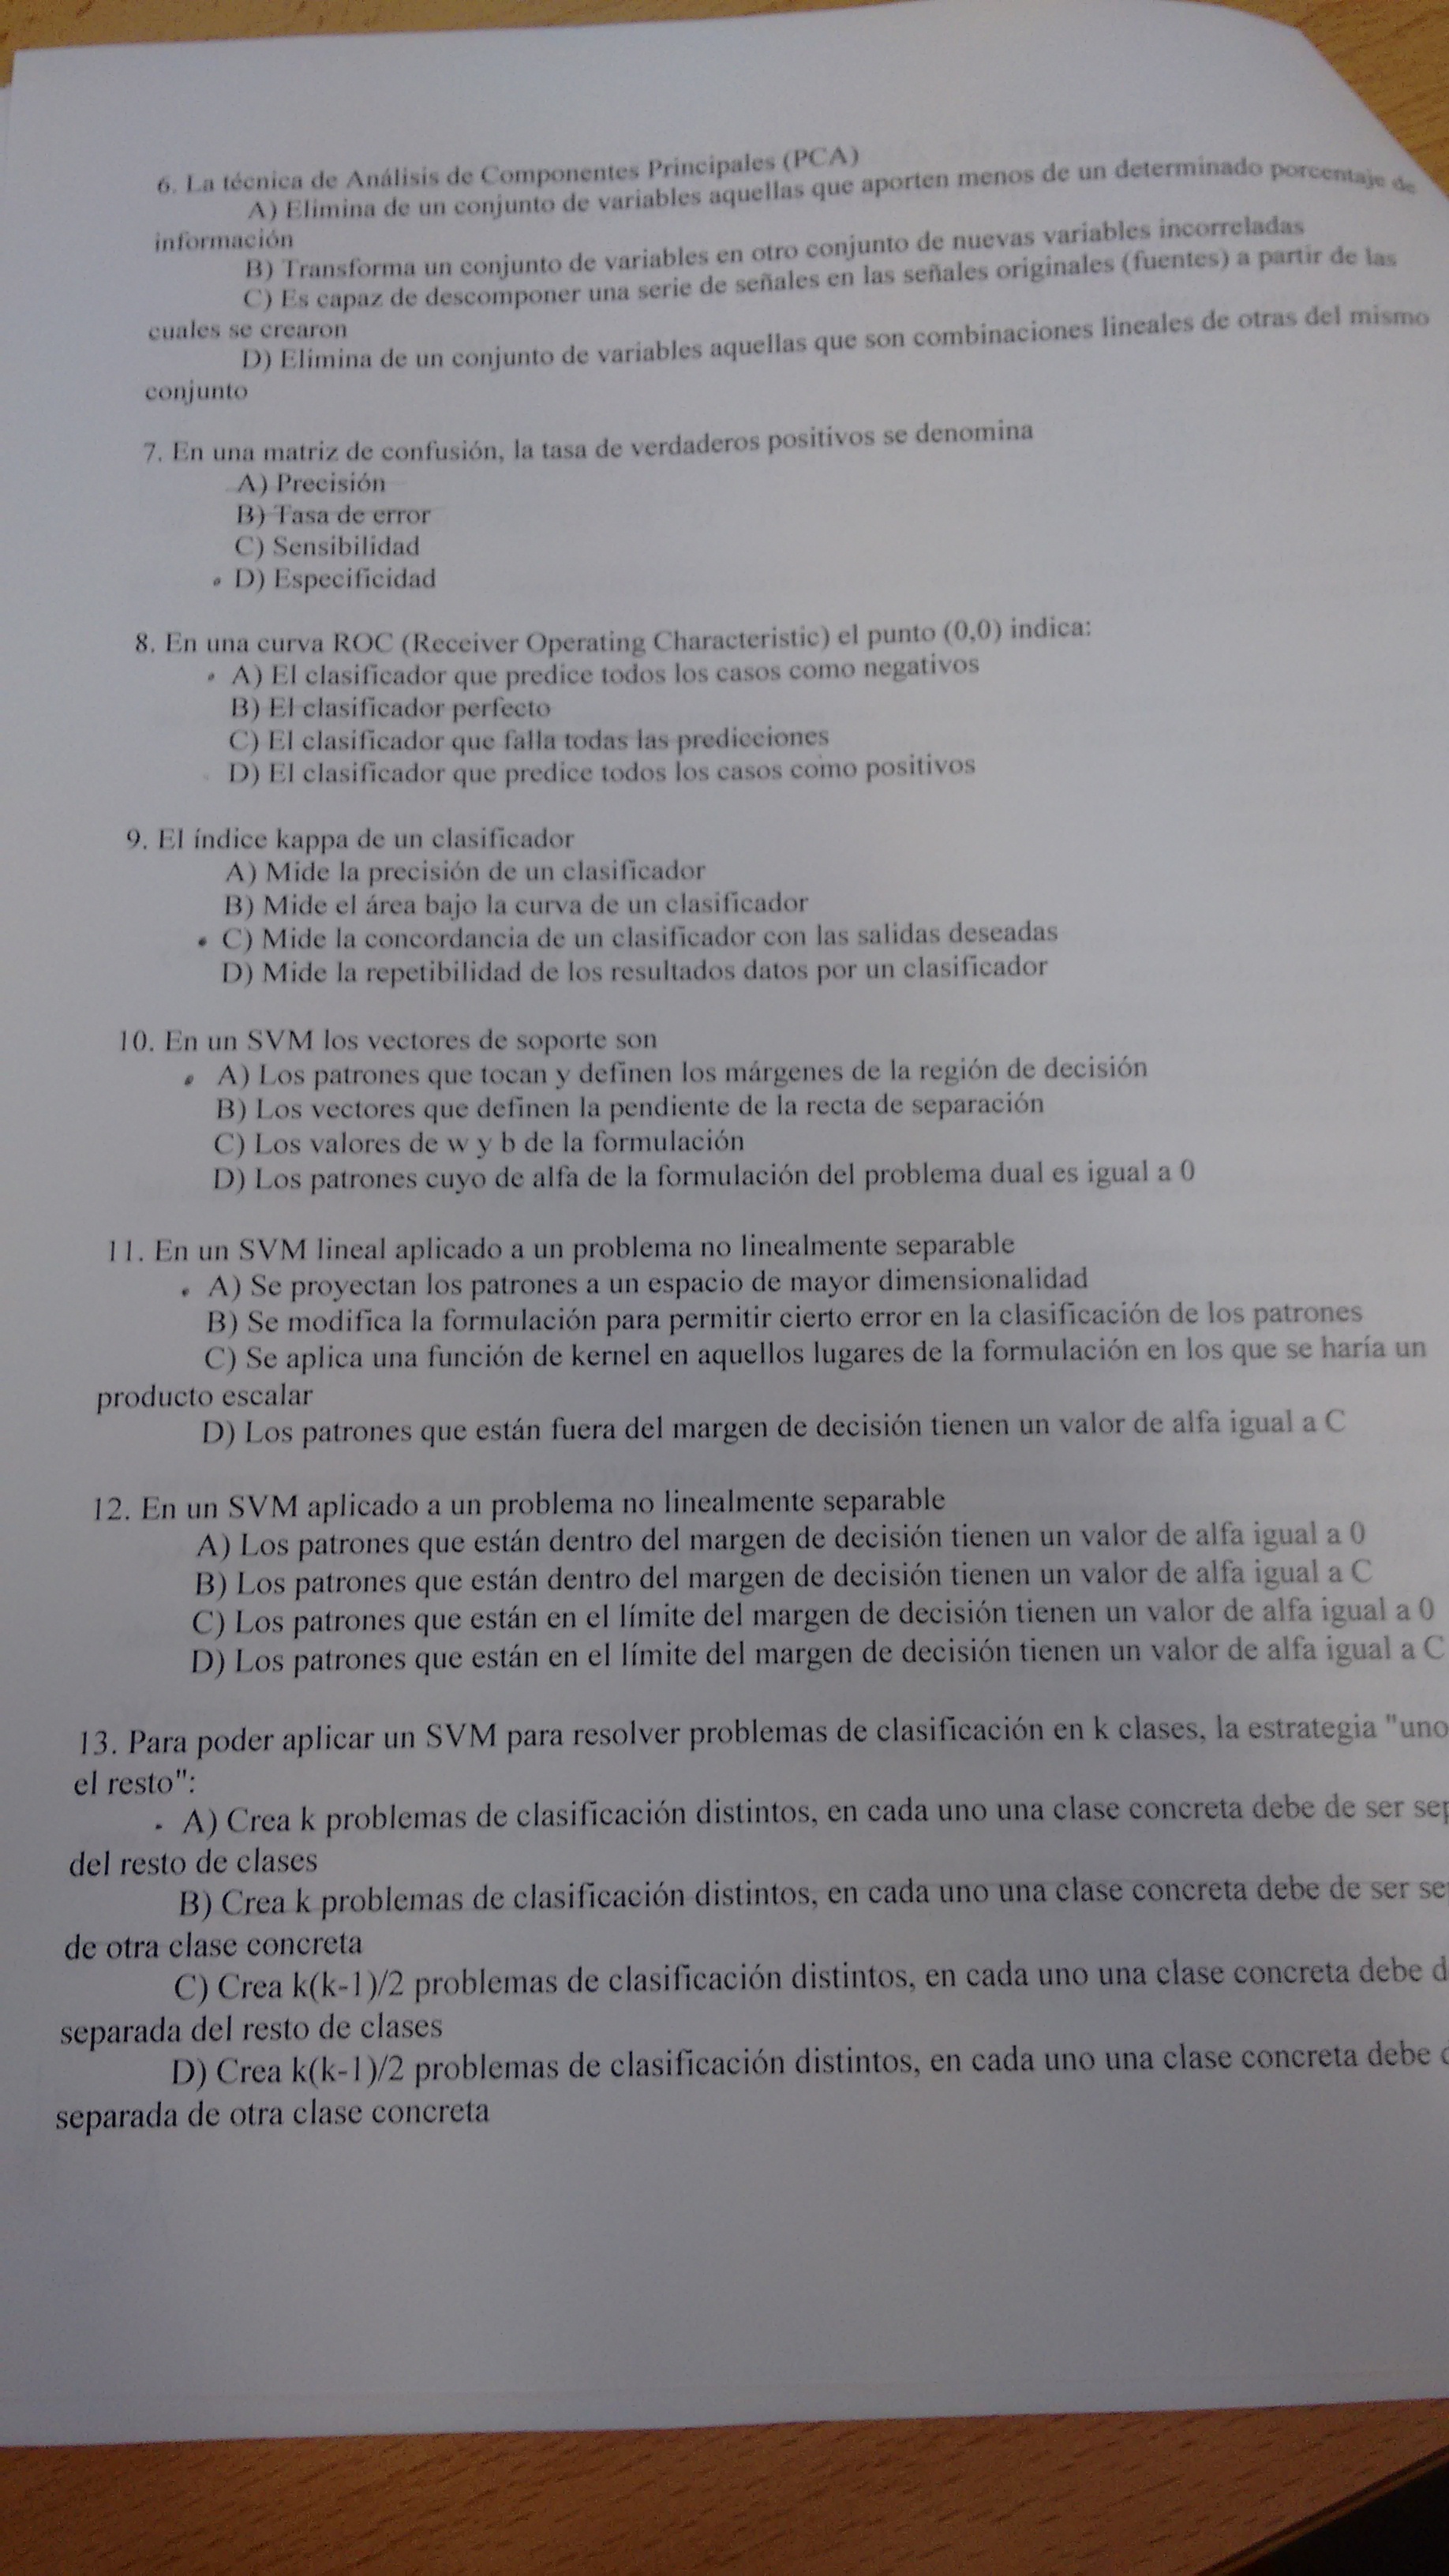 6. La técnica de Análisis de Componentes Principales (PCA)
A) Elimina de un conjunto de variables aquellas que aporten menos de un determinado porcentaje de
información
B) Transforma un conjunto de variables en otro conjunto de nuevas variables incorreladas
C) Es capaz de descomponer una serie de señales en las señales originales (fuentes) a partir de las
cuales se crearon
D) Elimina de un conjunto de variables aquellas que son combinaciones lineales de otras del mismo
conjunto
7. En una matriz de confusión, la tasa de verdaderos positivos se denomina
A) Precisión
B) Tasa de error
C) Sensibilidad
D) Especificidad
8. En una curva ROC (Receiver Operating Characteristic) el punto (0,0) indica:
A) El clasificador que predice todos los casos como negativos
B) El clasificador perfecto
C) El clasificador que falla todas las predicciones
D) El clasificador que predice todos los casos como positivos
9. El índice kappa de un clasificador
A) Mide la precisión de un clasificador
B) Mide el área bajo la curva de un clasificador
C) Mide la concordancia de un clasificador con las salidas deseadas
D) Mide la repetibilidad de los resultados datos por un clasificador
10. En un SVM los vectores de soporte son
A) Los patrones que tocan y definen los márgenes de la región de decisión
B) Los vectores que definen la pendiente de la recta de separación
C) Los valores de w y b de la formulación
D) Los patrones cuyo de alfa de la formulación del problema dual es igual a 0
11. En un SVM lineal aplicado a un problema no linealmente separable
A) Se proyectan los patrones a un espacio de mayor dimensionalidad
B) Se modifica la formulación para permitir cierto error en la clasificación de los patrones
C) Se aplica una función de kernel en aquellos lugares de la formulación en los que se haría un
producto escalar
D) Los patrones que están fuera del margen de decisión tienen un valor de alfa igual a C
12. En un SVM aplicado a un problema no linealmente separable
A) Los patrones que están dentro del margen de decisión tienen un valor de alfa igual a 0
B) Los patrones que están dentro del margen de decisión tienen un valor de alfa igual a C
C) Los patrones que están en el límite del margen de decisión tienen un valor de alfa igual a 0
D) Los patrones que están en el límite del margen de decisión tienen un valor de alfa igual a C
13. Para poder aplicar un SVM para resolver problemas de clasificación en k clases, la estrategia "uno
el resto":
A) Crea k problemas de clasificación distintos, en cada uno una clase concreta debe de ser
del resto de clases
B) Crea k problemas de clasificación distintos, en cada uno una clase concreta debe de ser
de otra clase concreta
C) Crea k(k-1)/2 problemas de clasificación distintos, en cada uno una clase concreta debe
separada del resto de clases
D) Crea k(k-1)/2 problemas de clasificación distintos, en cada uno una clase concreta debe
separada de otra clase concreta